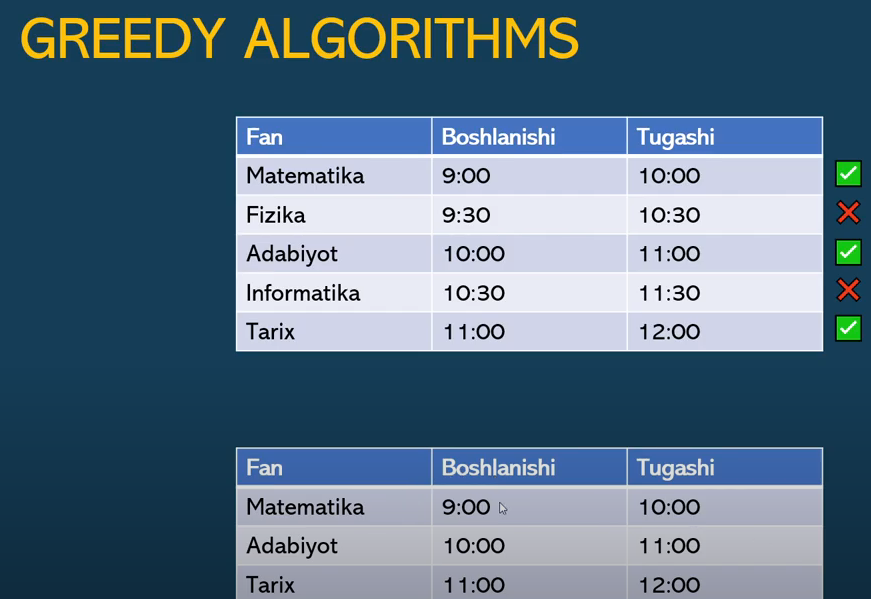 GREEDY ALGORITHMS
Fan Boshlanishi Tugashi
Matematika 9:00 10:00
Fizika 9:30 10:30
Adabiyot 10:00 11:00
Informatika 10:30 11:30
Tarix 11:00 12:00
Fan Boshlanishi Tugashi
Matematika 9:00 10:00
Adabiyot 10:00 11:00
Tarix 11:00 12:00